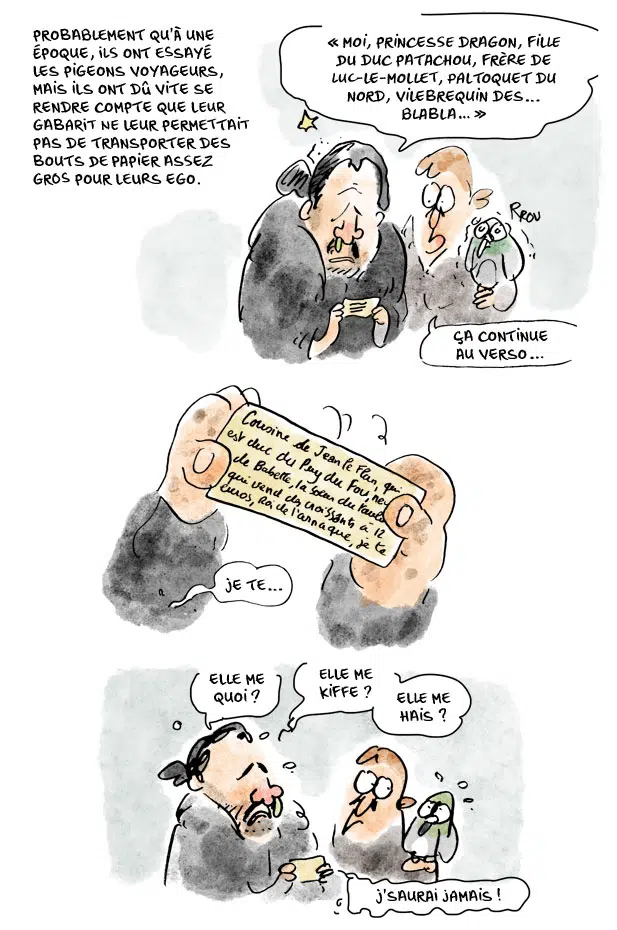 PROBABLEMENT QU'À UNE
ÉPOQUE, ILS ONT ESSAYÉ
LES PIGEONS VOYAGEURS,
MAIS ILS ONT DÛ VITE SE
RENDRE COMPTE QUE LEUR
GABARIT NE LEUR PERMETTAIT
PAS DE TRANSPORTER DES
BOUTS DE PAPIER ASSEZ
GROS POUR LEURS EGO.
« MOI, PRINCESSE DRAGON, FILLE
DU DUC PATACHOU, FRÈRE DE
LUC-LE-MOLLET, PALTOQUET DU
NORD, VILEBREQUIN DES...
BLABLA... »
RROU
ÇA CONTINUE
AU VERSO...
Cousine de Jean le Flan, qui
est duc du Puy du Fou, ne
de Babette, la sœur de Paulo
qui vend des croissants à 12
euros, Roi de l'arnaque, je te
JE TE...
ELLE ME
QUOI ?
ELLE ME
KIFFE ?
ELLE ME
HAIS ?
J'SAURAI JAMAIS !